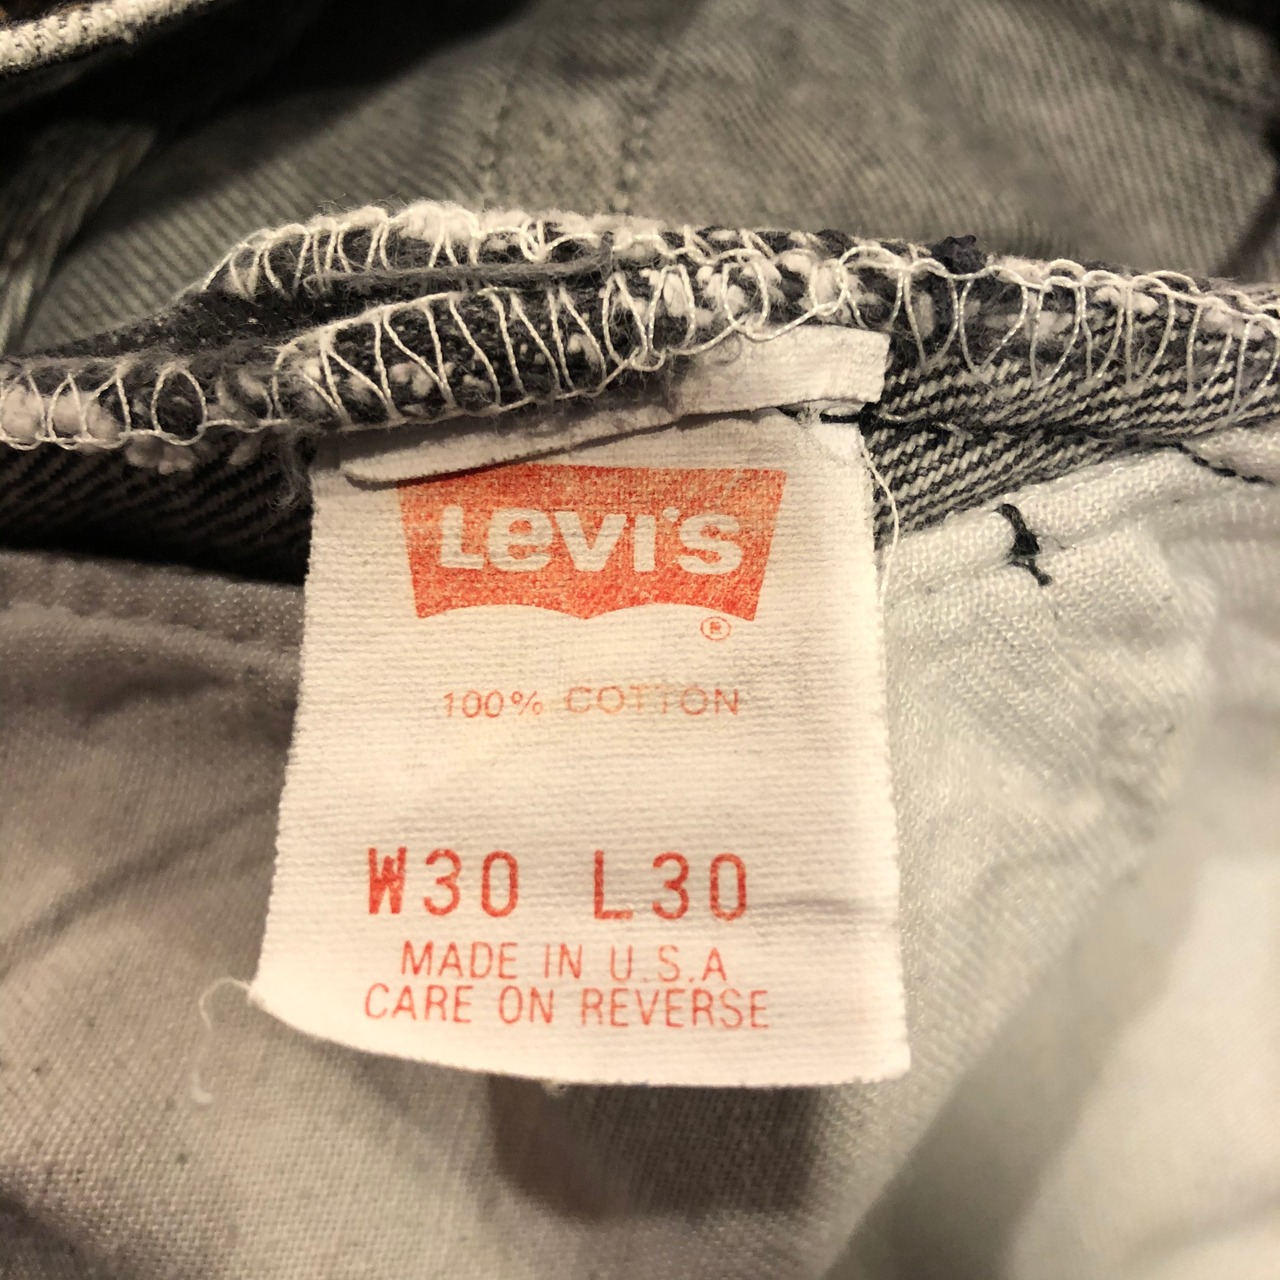 Levi's
®
100% COTTON
W30 L30
MADE IN U.S.A
CARE ON REVERSE